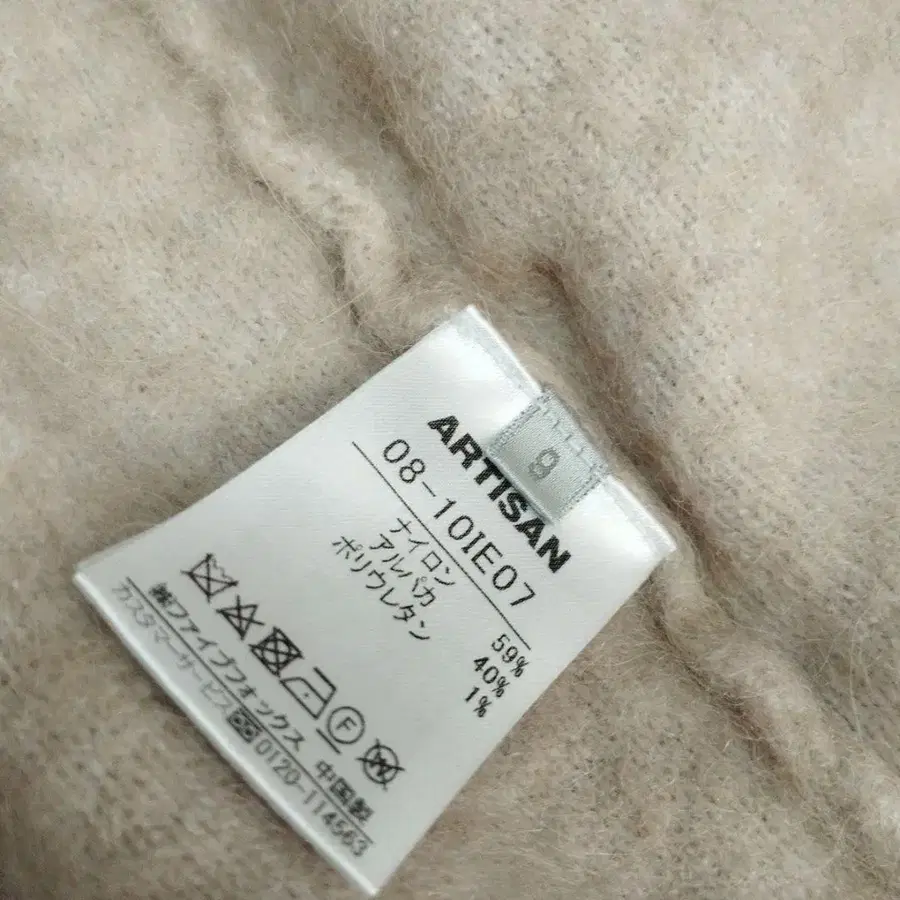 ARTISAN
9
08-10IE07
ナイロン 59%
アルパカ 40%
ポリウレタン 1%
F
W
㈱ファイブフォックス 中国製
カスタマーサービス 0120-114563